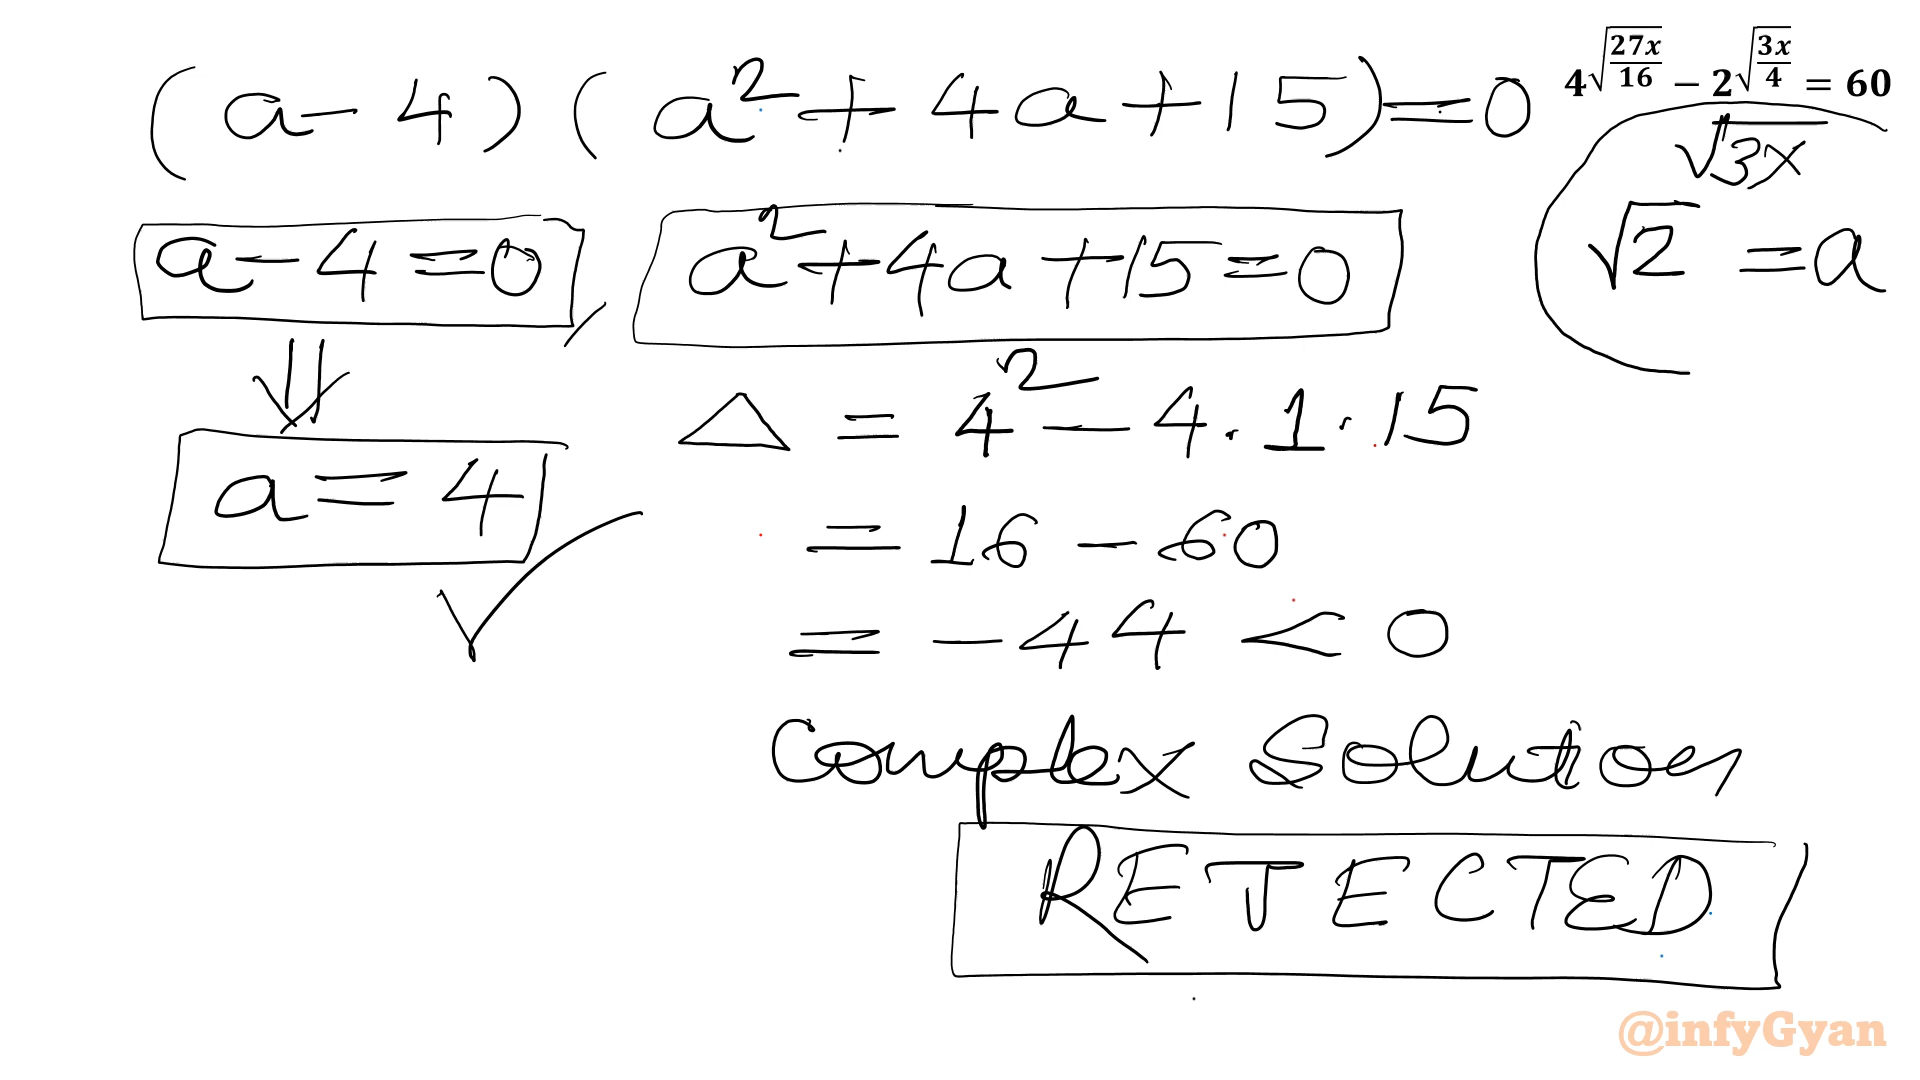 (a-4)(a²+4a+15)=0
4^√(27x/16) − 2^√(3x/4) = 60
a-4=0
a²+4a+15=0
√2^√3x =a
a=4
△ = 4² - 4.1.15
= 16 - 60
= -44 < 0
Complex Solution
REJECTED
@infyGyan